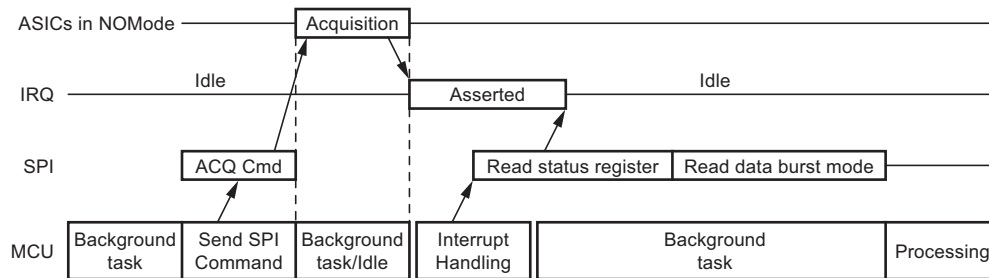 ASICs in NOMode
Acquisition
IRQ
Idle
Asserted
Idle
SPI
ACQ Cmd
Read status register
Read data burst mode
MCU
Background
task
Send SPI
Command
Background
task/Idle
Interrupt
Handling
Background
task
Processing